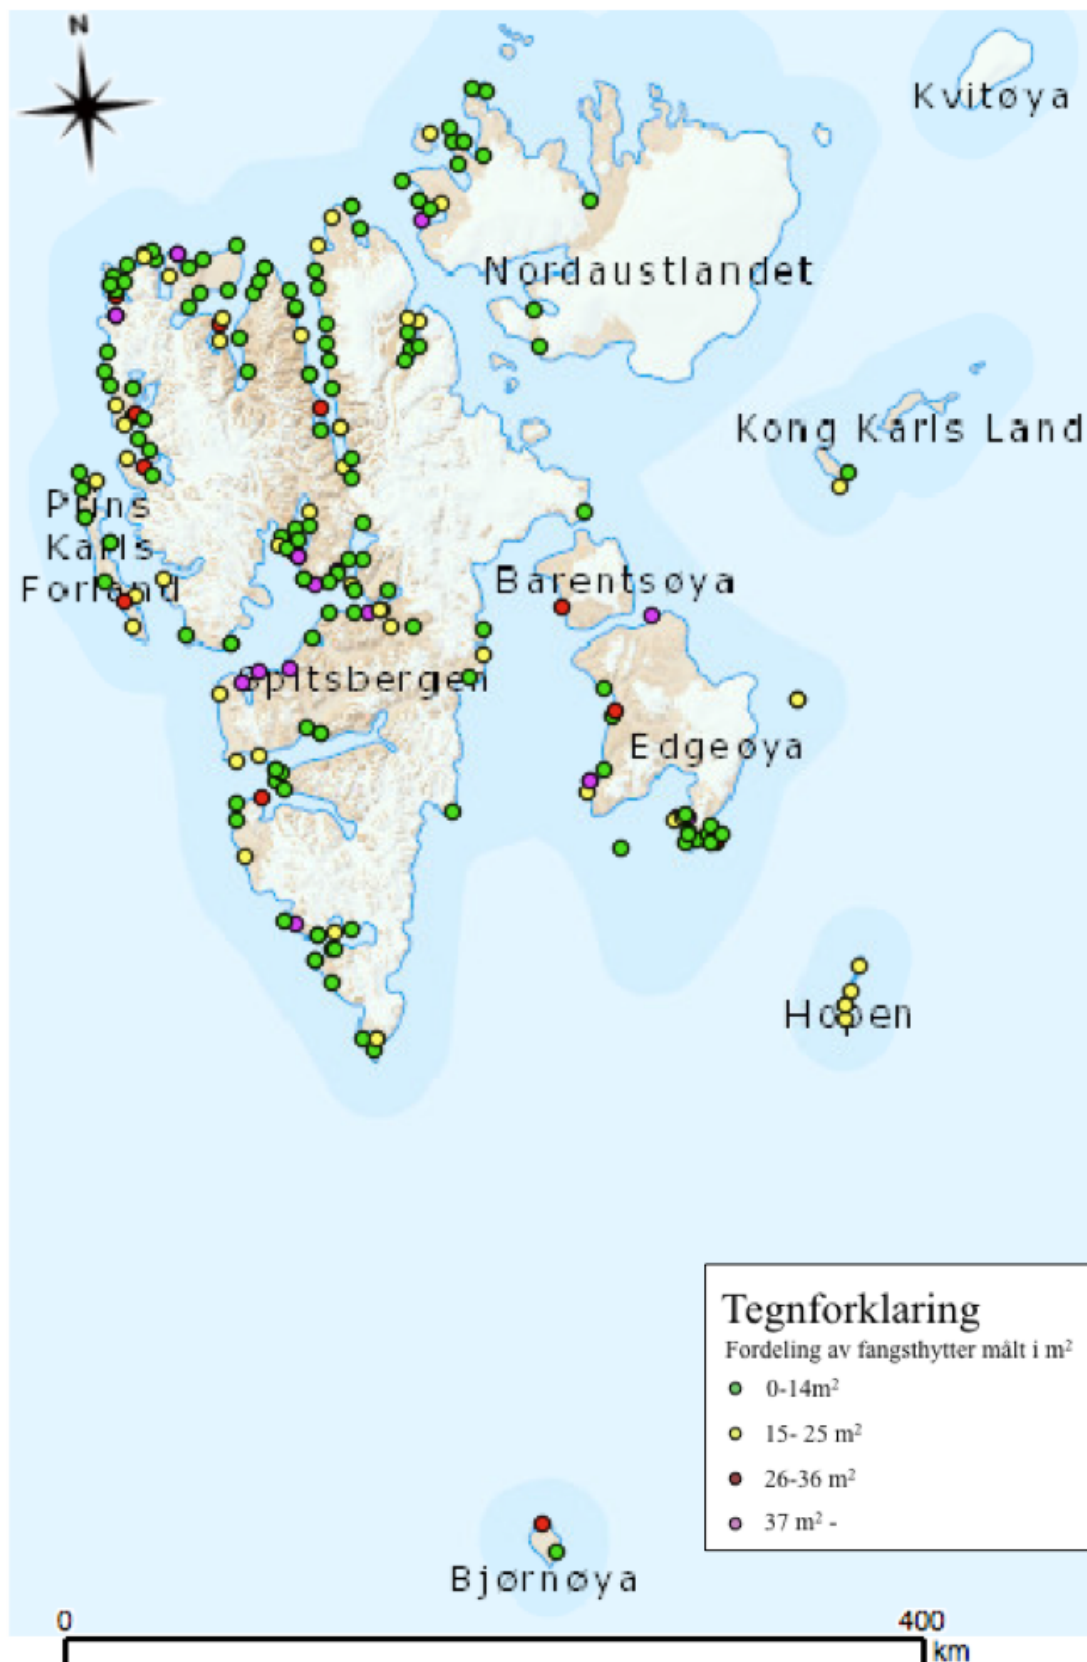 N
Kvitøya
Nordaustlandet
Kong Karls Land
Prins
Karls
Forland
Barentsøya
Spitsbergen
Edgeøya
Hopen
Tegnforklaring
Fordeling av fangsthytter målt i m²
0-14m²
15- 25 m²
26-36 m²
37 m² -
Bjørnøya
0 400
km